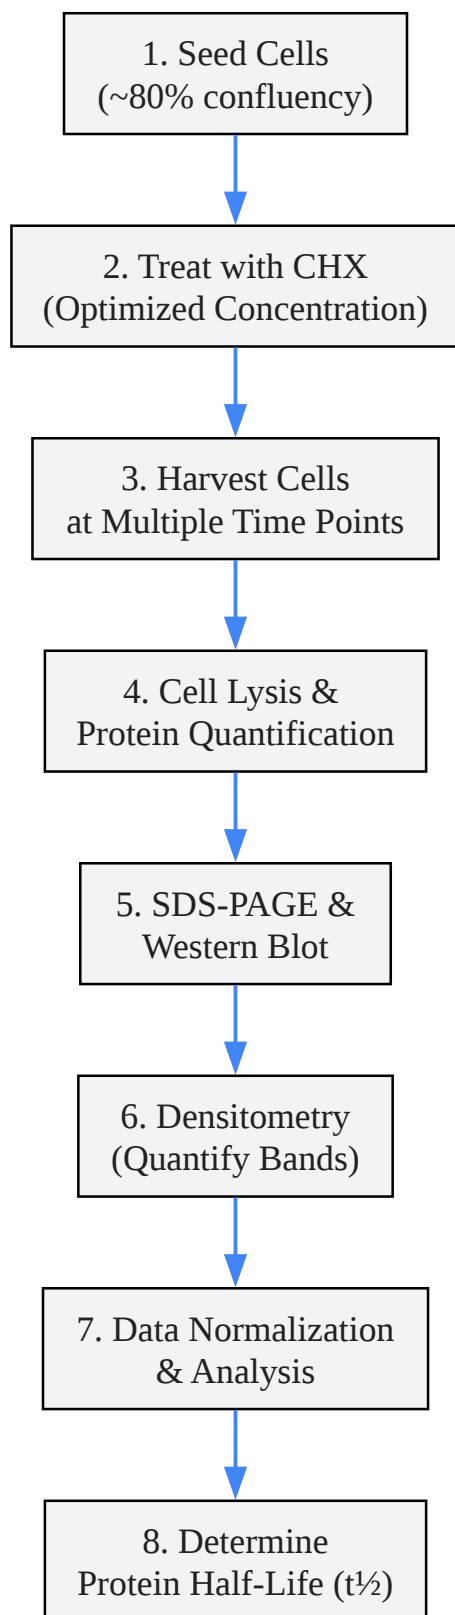 1. Seed Cells
(~80% confluency)
2. Treat with CHX
(Optimized Concentration)
3. Harvest Cells
at Multiple Time Points
4. Cell Lysis &
Protein Quantification
5. SDS-PAGE &
Western Blot
6. Densitometry
(Quantify Bands)
7. Data Normalization
& Analysis
8. Determine
Protein Half-Life (t½)